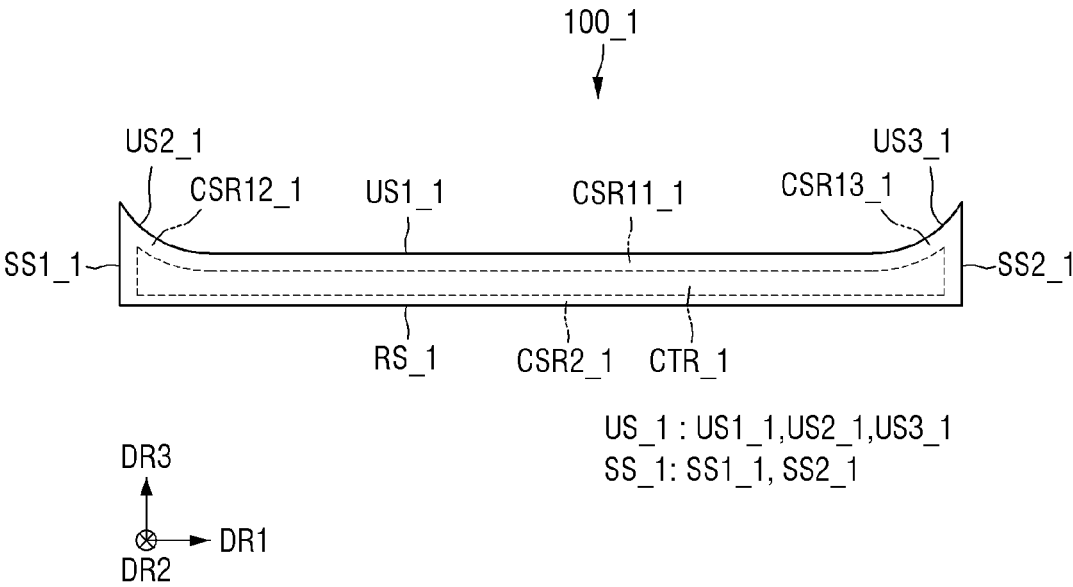 100_1
US2_1
US3_1
CSR12_1
US1_1
CSR11_1
CSR13_1
SS1_1
SS2_1
RS_1
CSR2_1
CTR_1
US_1 : US1_1,US2_1,US3_1
SS_1: SS1_1, SS2_1
DR3
DR1
DR2